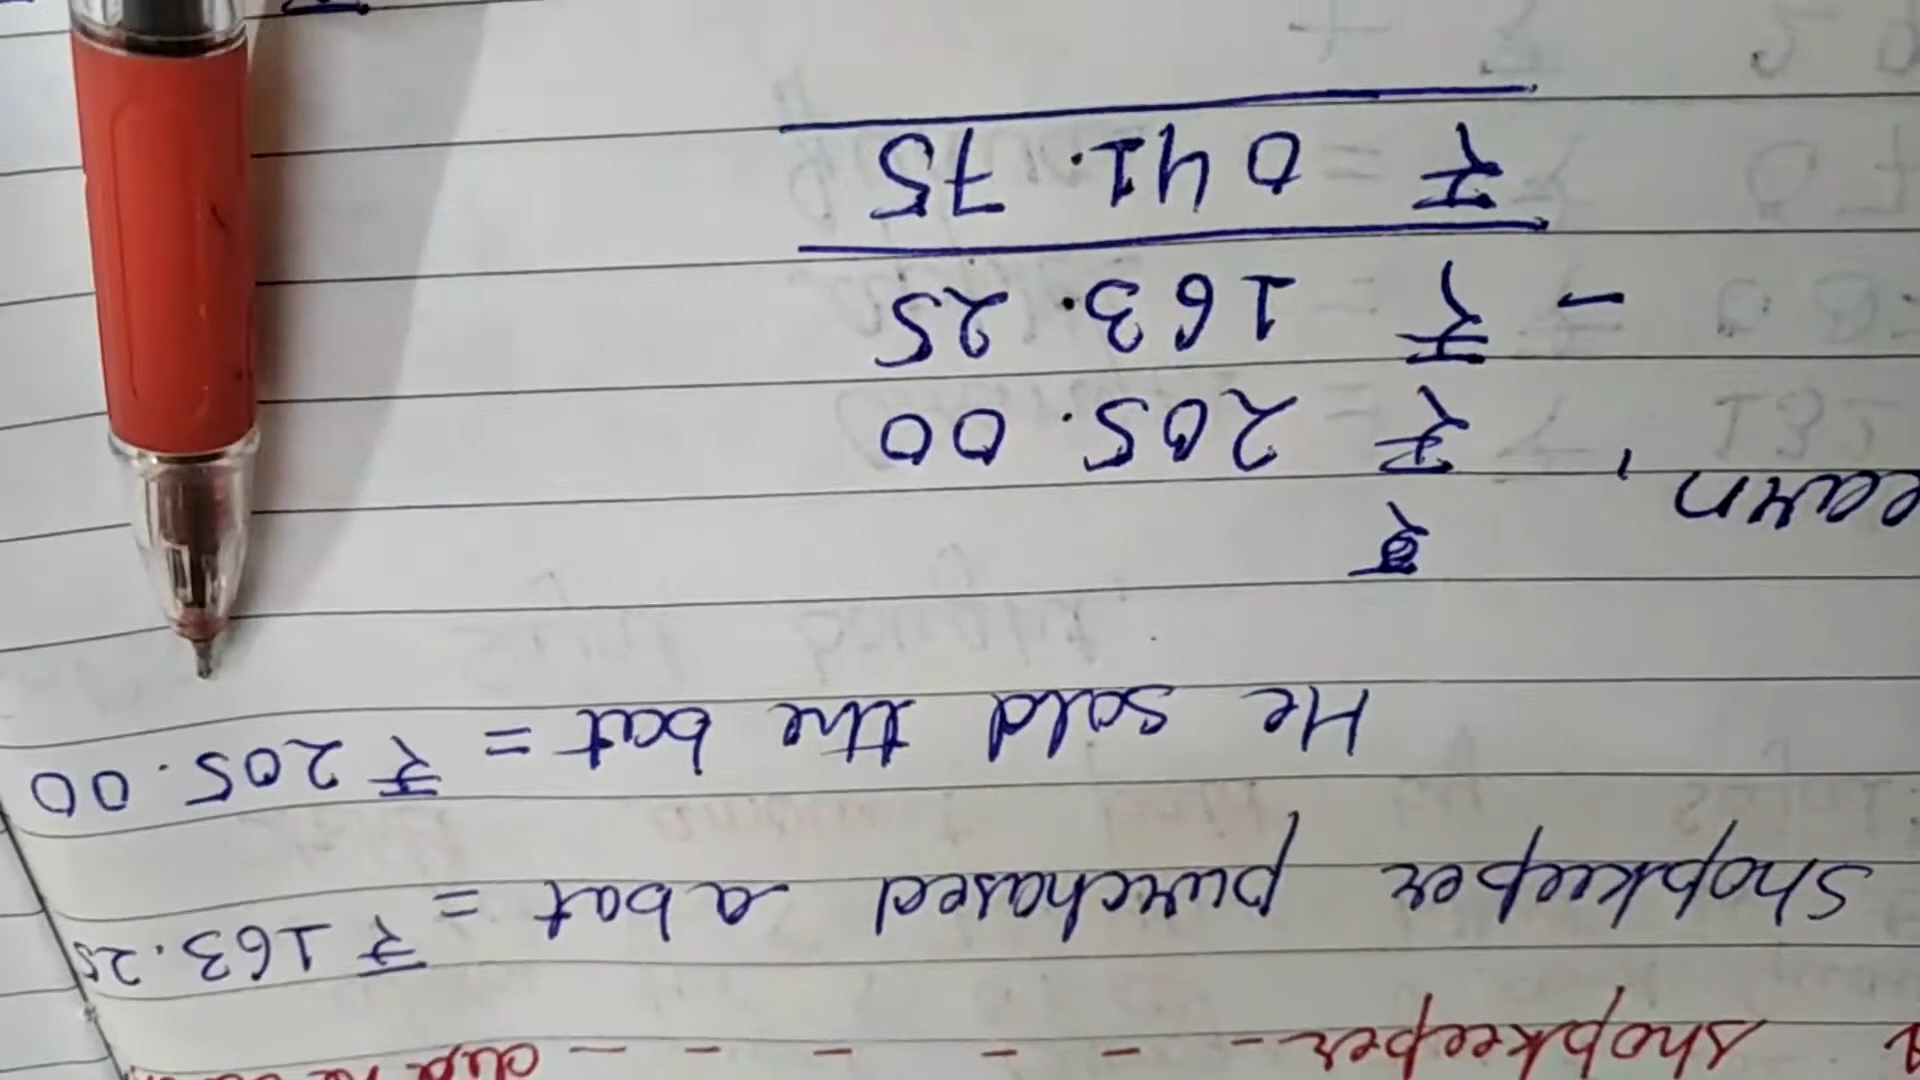 shopkeeper - - - - - -
Shopkeeper purchased a bat = ₹ 163.25
He sold the bat = ₹ 205.00
₹
earn, ₹ 205.00
- ₹ 163.25
₹ 041.75